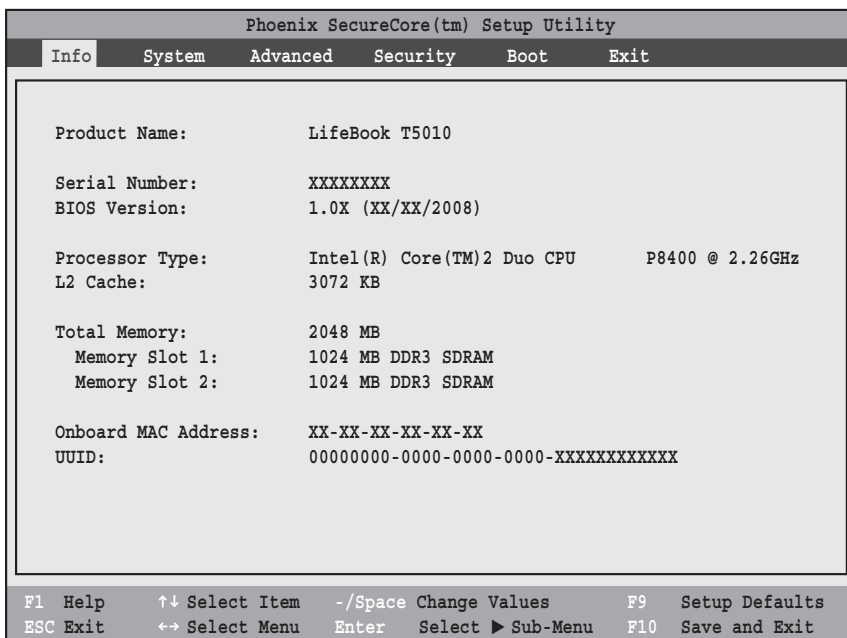 Phoenix SecureCore(tm) Setup Utility
Info System Advanced Security Boot Exit
Product Name: LifeBook T5010
Serial Number: XXXXXXXX
BIOS Version: 1.0X (XX/XX/2008)
Processor Type: Intel(R) Core(TM)2 Duo CPU P8400 @ 2.26GHz
L2 Cache: 3072 KB
Total Memory: 2048 MB
Memory Slot 1: 1024 MB DDR3 SDRAM
Memory Slot 2: 1024 MB DDR3 SDRAM
Onboard MAC Address: XX-XX-XX-XX-XX-XX
UUID: 00000000-0000-0000-0000-XXXXXXXXXXXX
F1 Help ↑↓ Select Item -/Space Change Values F9 Setup Defaults
ESC Exit ←→ Select Menu Enter Select ▶ Sub-Menu F10 Save and Exit